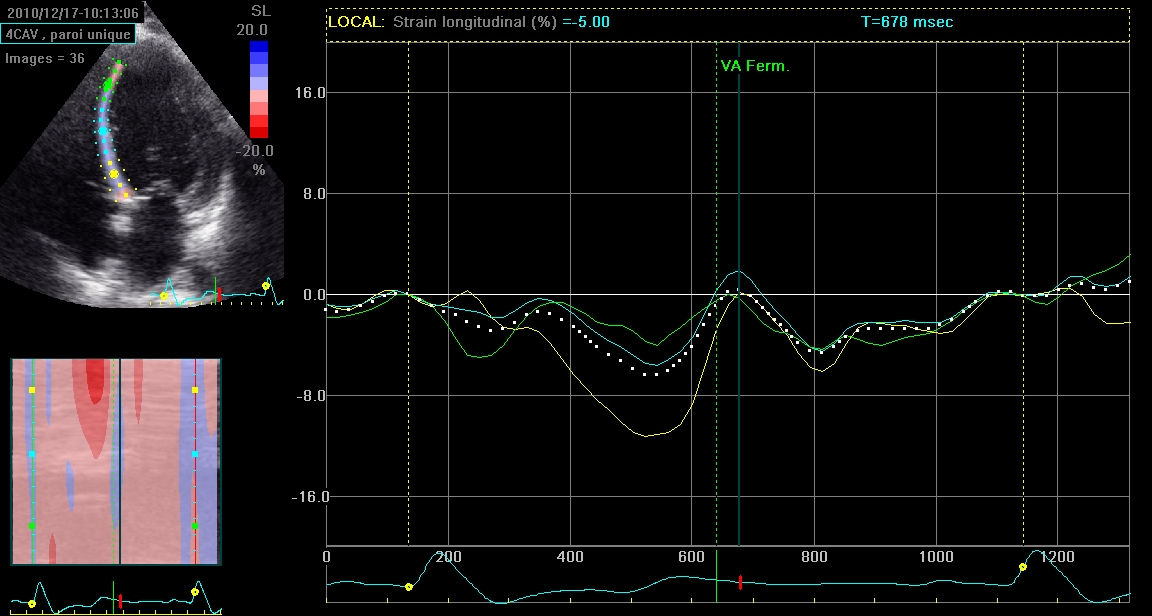 2010/12/17-10:13:06
4CAV , paroi unique
Images = 36
SL
20.0
-20.0
%
LOCAL: Strain longitudinal (%) =-5.00 T=678 msec
VA Ferm.
16.0
8.0
0.0
-8.0
-16.0
0 200 400 600 800 1000 1200